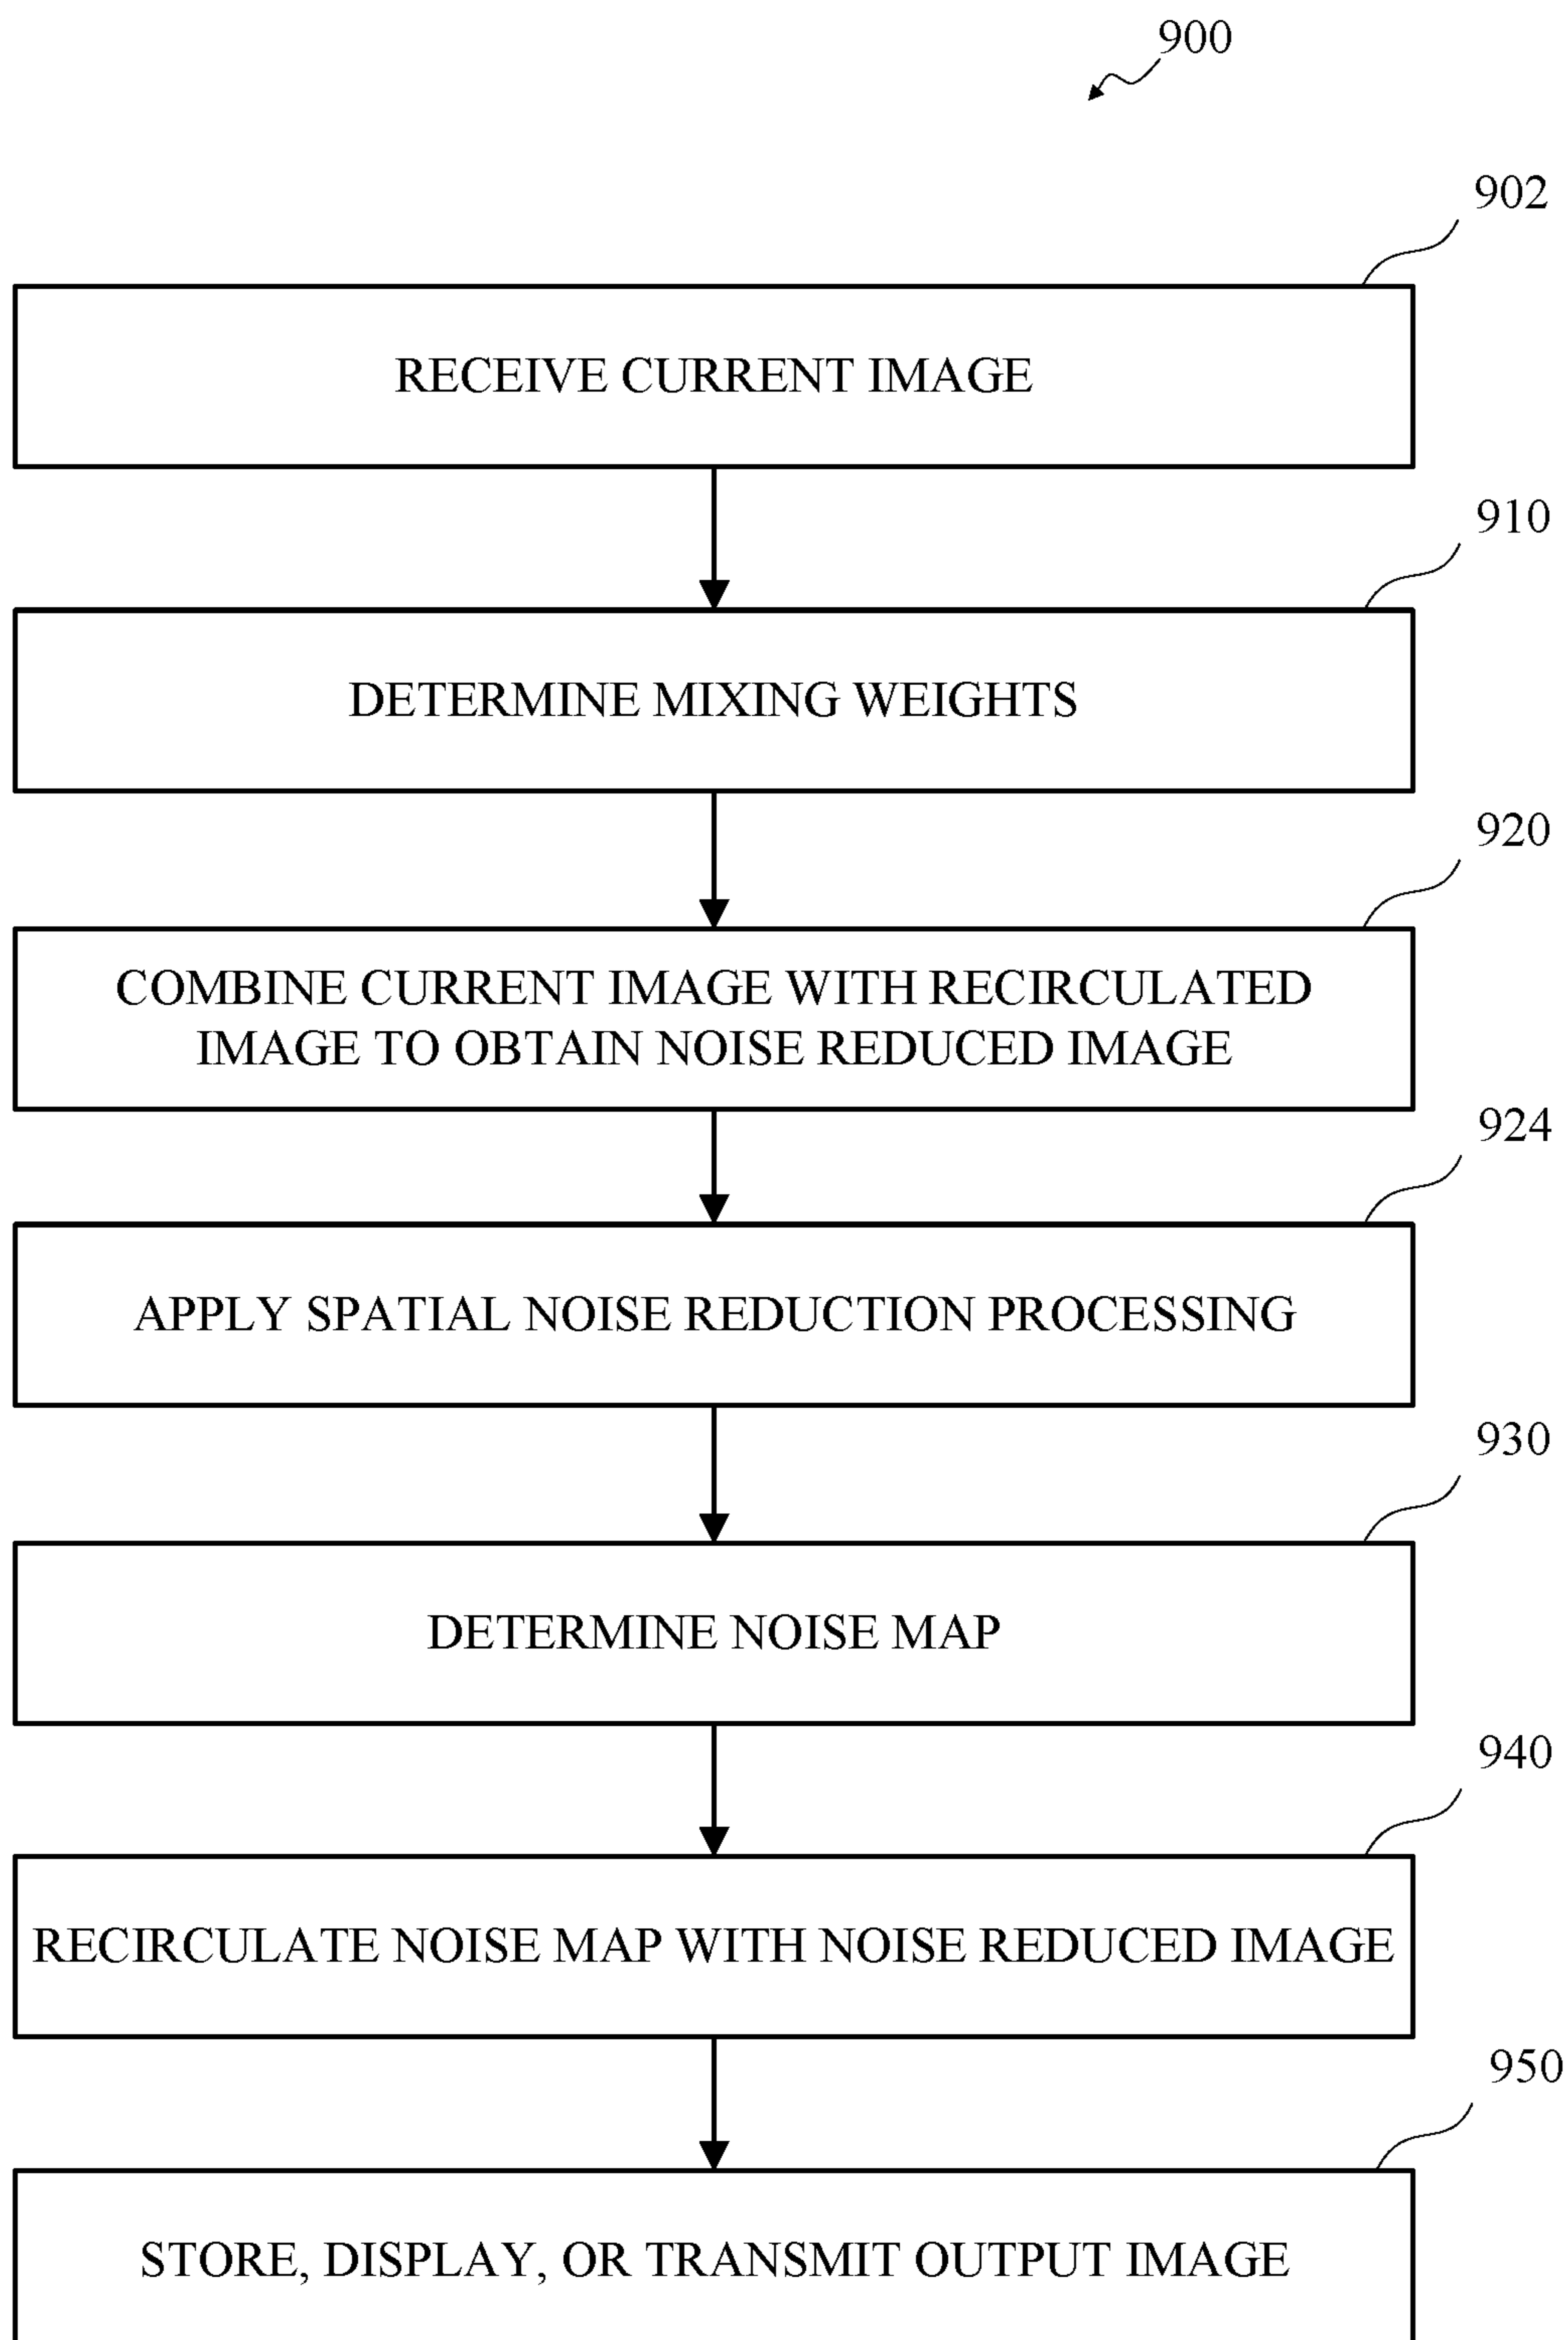 900
902
RECEIVE CURRENT IMAGE
910
DETERMINE MIXING WEIGHTS
920
COMBINE CURRENT IMAGE WITH RECIRCULATED
IMAGE TO OBTAIN NOISE REDUCED IMAGE
924
APPLY SPATIAL NOISE REDUCTION PROCESSING
930
DETERMINE NOISE MAP
940
RECIRCULATE NOISE MAP WITH NOISE REDUCED IMAGE
950
STORE, DISPLAY, OR TRANSMIT OUTPUT IMAGE